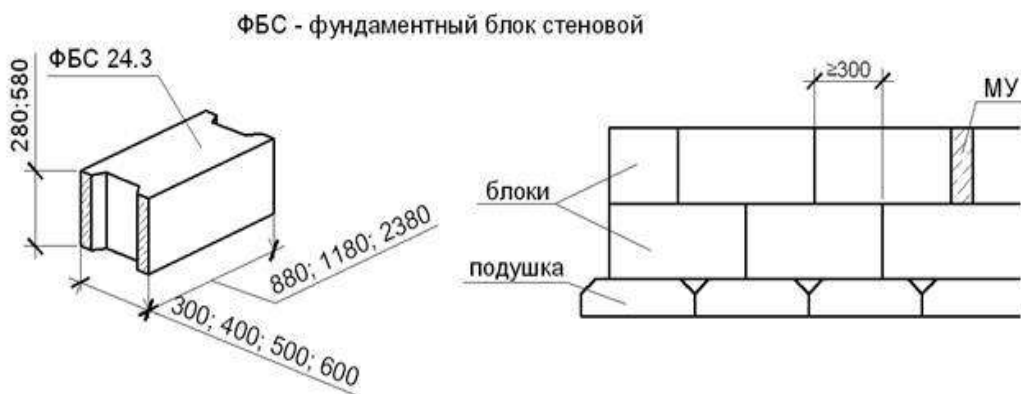 ФБС - фундаментный блок стеновой
ФБС 24.3
280;580
880; 1180; 2380
300; 400; 500; 600
≥300
МУ
блоки
подушка